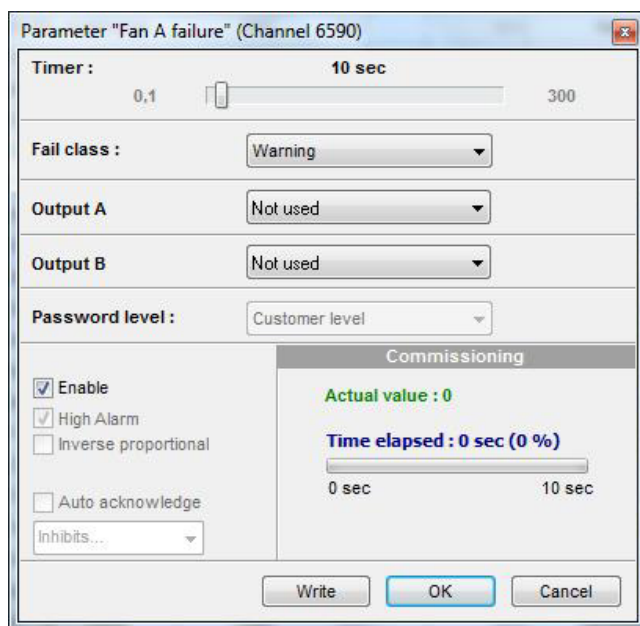 Parameter "Fan A failure" (Channel 6590)
Timer : 10 sec
0,1 300
Fail class : Warning
Output A Not used
Output B Not used
Password level : Customer level
Commissioning
Enable
High Alarm
Inverse proportional
Auto acknowledge
Inhibits...
Actual value : 0
Time elapsed : 0 sec (0 %)
0 sec 10 sec
Write OK Cancel